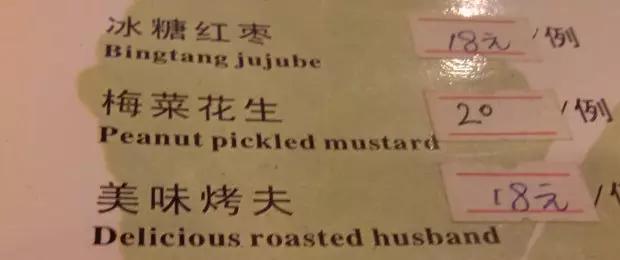 冰糖红枣 18元 /例
Bingtang jujube
梅菜花生 20 /例
Peanut pickled mustard
美味烤夫 18元 /
Delicious roasted husband